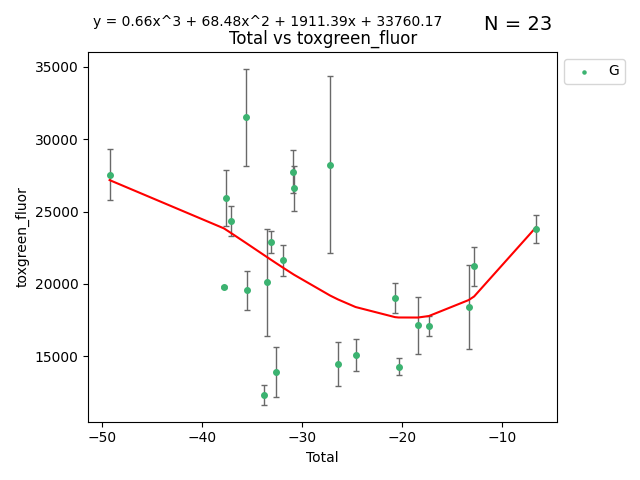 y = 0.66x^3 + 68.48x^2 + 1911.39x + 33760.17
N = 23
Total vs toxgreen_fluor
G
35000
30000
25000
20000
15000
toxgreen_fluor
−50
−40
−30
−20
−10
Total